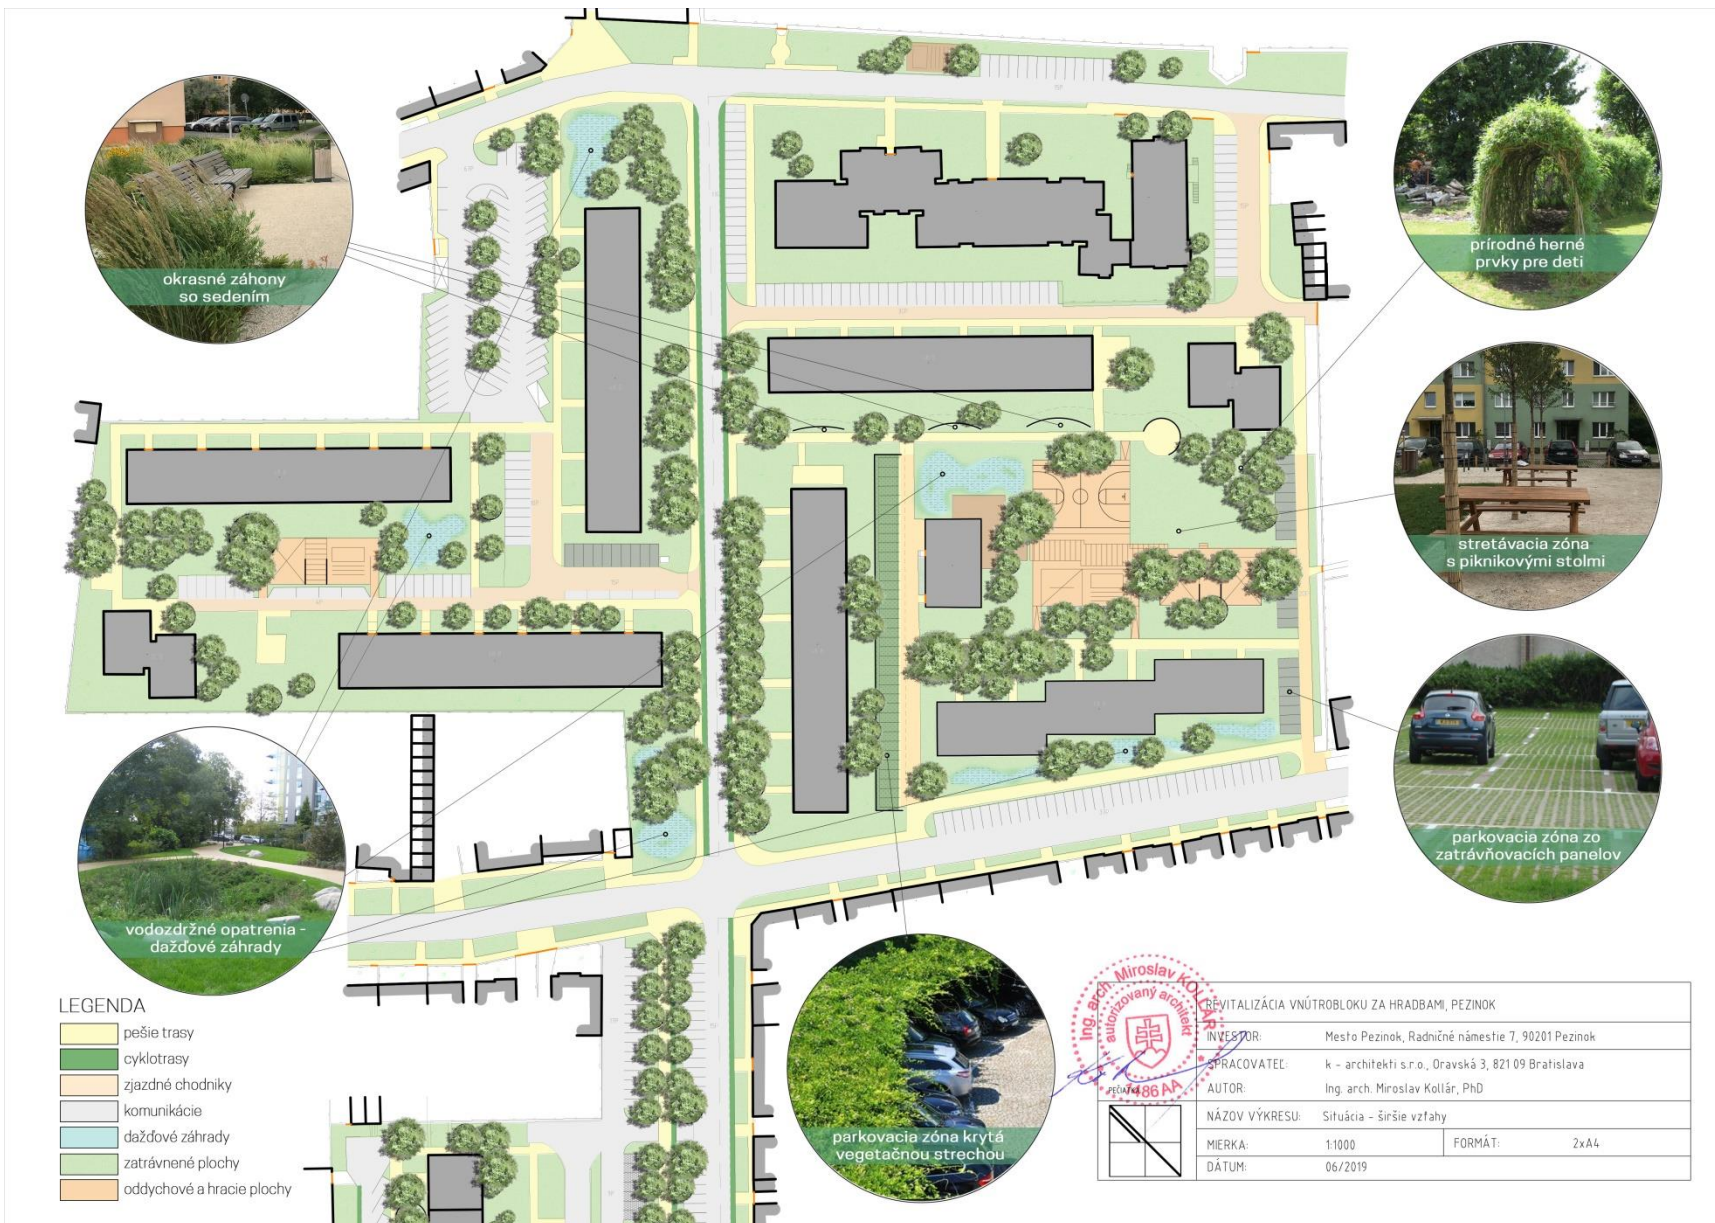 okrasné záhony
so sedením
prírodné herné
prvky pre deti
stretávacia zóna
s piknikovými stolmi
parkovacia zóna zo
zatrávňovacích panelov
vodozdržné opatrenia -
dažďové záhrady
parkovacia zóna krytá
vegetačnou strechou
LEGENDA
pešie trasy
cyklotrasy
zjazdné chodniky
komunikácie
dažďové záhrady
zatrávnené plochy
oddychové a hracie plochy
Ing. arch. Miroslav KOLLÁR
autorizovaný architekt
*1486 AA*
REVITALIZÁCIA VNÚTROBLOKU ZA HRADBAMI, PEZINOK
INVESTOR: Mesto Pezinok, Radničné námestie 7, 90201 Pezinok
SPRACOVATEĽ: k - architekti s.r.o., Oravská 3, 821 09 Bratislava
AUTOR: Ing. arch. Miroslav Kollár, PhD
PEČIATKA:
NÁZOV VÝKRESU: Situácia - širšie vzťahy
MIERKA: 1:1000 FORMÁT: 2xA4
DÁTUM: 06/2019